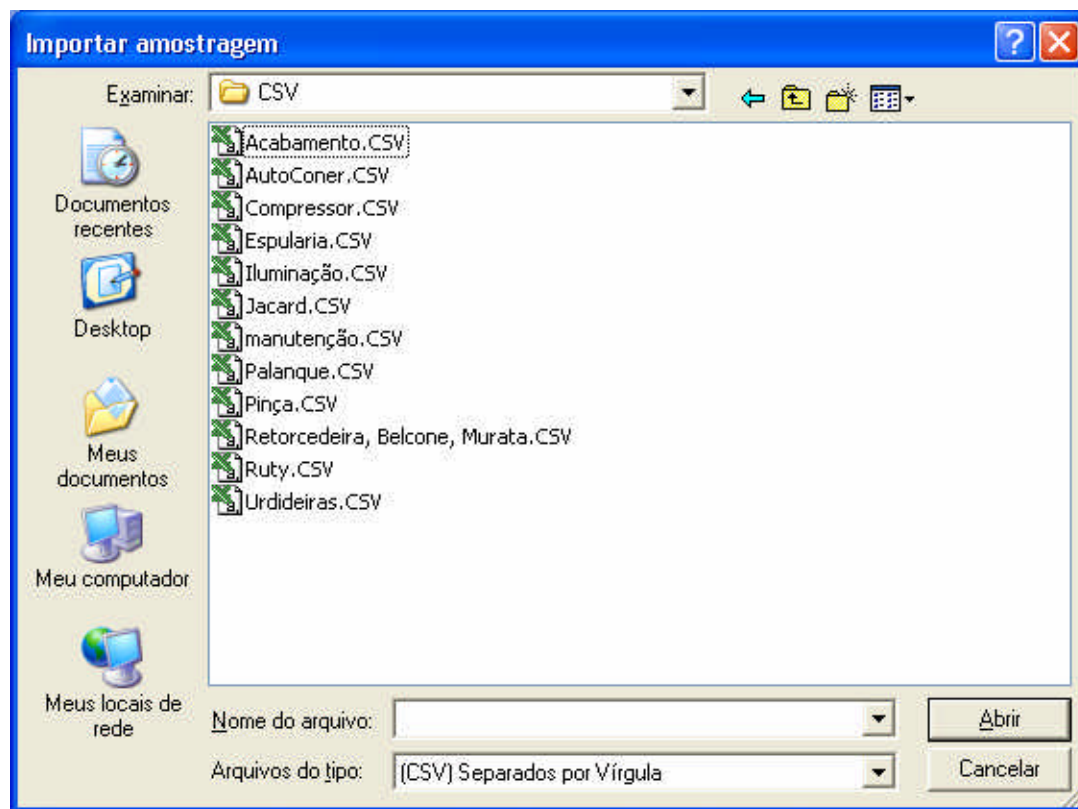 Importar amostragem
Examinar:
CSV
Documentos
recentes
Desktop
Meus
documentos
Meu computador
Meus locais de
rede
Acabamento.CSV
AutoConer.CSV
Compressor.CSV
Espularia.CSV
Iluminação.CSV
Jacard.CSV
manutenção.CSV
Palanque.CSV
Pinça.CSV
Retorcedeira, Belcone, Murata.CSV
Ruty.CSV
Urdideiras.CSV
Nome do arquivo:
Abrir
Arquivos do tipo:
(CSV) Separados por Vírgula
Cancelar